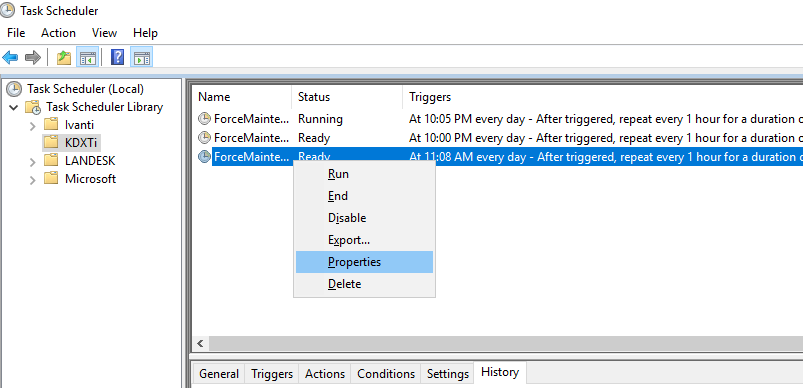 Task Scheduler
File Action View Help
Task Scheduler (Local)
Task Scheduler Library
Ivanti
KDXTi
LANDESK
Microsoft
Name Status Triggers
ForceMainte... Running At 10:05 PM every day - After triggered, repeat every 1 hour for a duration o
ForceMainte... Ready At 10:00 PM every day - After triggered, repeat every 1 hour for a duration o
ForceMainte... Ready At 11:08 AM every day - After triggered, repeat every 1 hour for a duration o
Run
End
Disable
Export...
Properties
Delete
General Triggers Actions Conditions Settings History